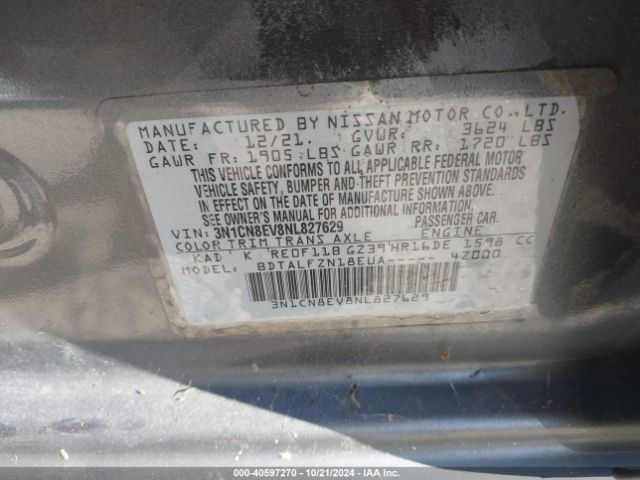 MANUFACTURED BY NISSAN MOTOR CO., LTD.
DATE: 12/21. GVWR: 3624 LBS
GAWR FR: 1905 LBS GAWR RR: 1720 LBS
THIS VEHICLE CONFORMS TO ALL APPLICABLE FEDERAL MOTOR
VEHICLE SAFETY, BUMPER AND THEFT PREVENTION STANDARDS
IN EFFECT ON THE DATE OF MANUFACTURE SHOWN ABOVE.
SEE OWNER'S MANUAL FOR ADDITIONAL INFORMATION.
VIN: 3N1CN8EV8NL827629 PASSENGER CAR.
COLOR TRIM TRANS AXLE ENGINE
KAD K RE0F11B GZ39 HR16DE 1598 CC
MODEL: BDTALFZN18EUA----- 4Z000
3N1CN8EV8NL827629
000-40597270 - 10/21/2024 - IAA Inc.